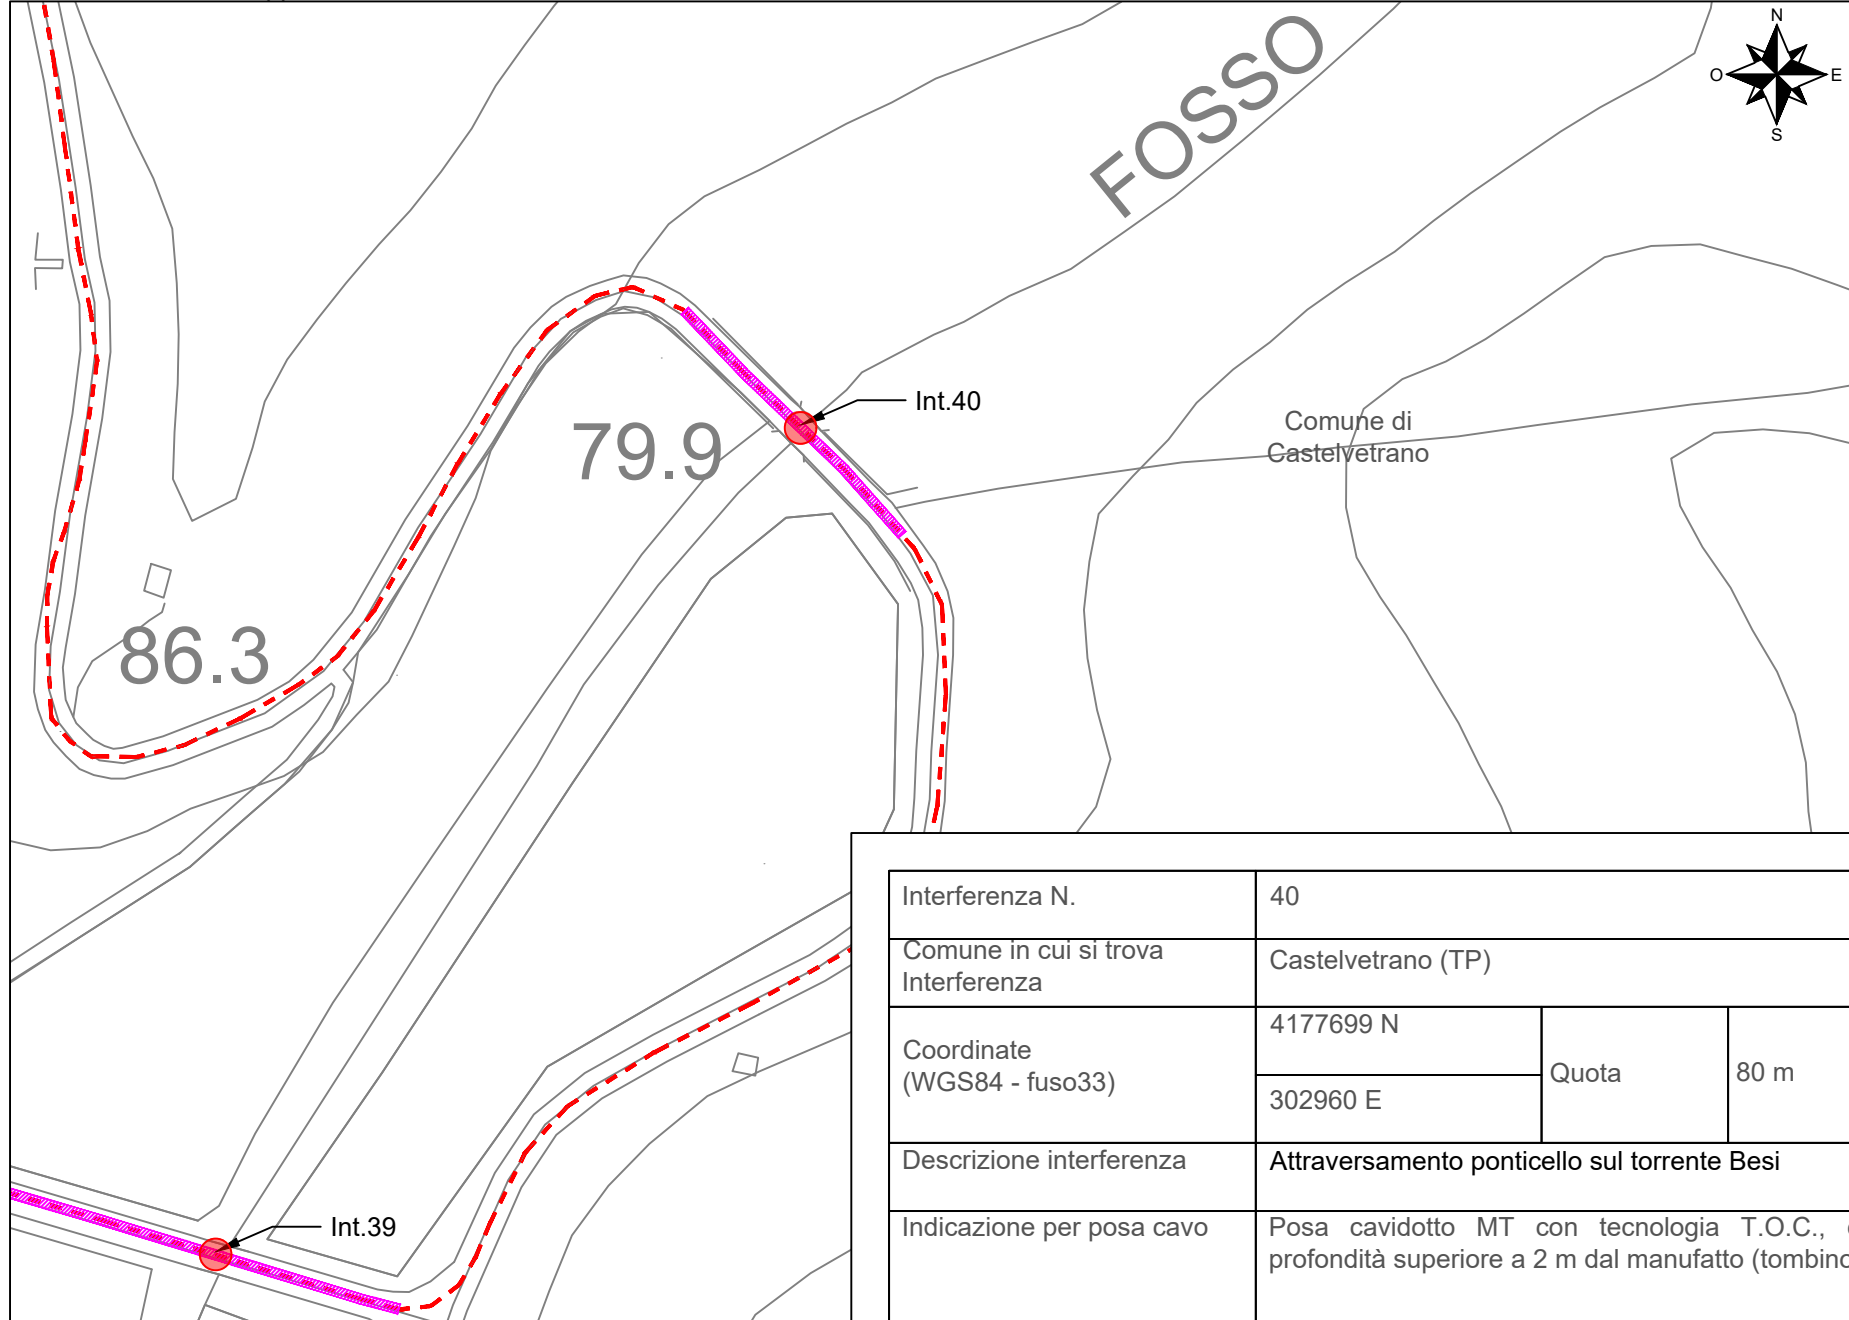 N
O
E
S
FOSSO
Int.40
79.9
Comune di
Castelvetrano
86.3
Int.39
Interferenza N.
40
Comune in cui si trova
Interferenza
Castelvetrano (TP)
Coordinate
(WGS84 - fuso33)
4177699 N
302960 E
Quota
80 m
Descrizione interferenza
Attraversamento ponticello sul torrente Besi
Indicazione per posa cavo
Posa cavidotto MT con tecnologia T.O.C.,
profondità superiore a 2 m dal manufatto (tombino